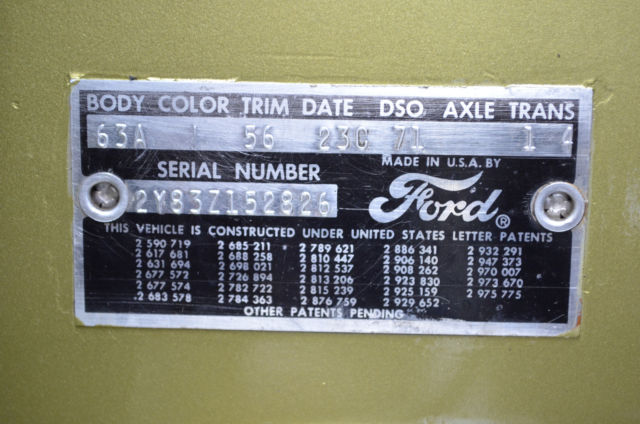 BODY COLOR TRIM DATE DSO AXLE TRANS
63A 56 23C 71 1 4
SERIAL NUMBER
MADE IN U.S.A. BY
2Y83Z152826
Ford®
THIS VEHICLE IS CONSTRUCTED UNDER UNITED STATES LETTER PATENTS
2 590 719 2 685 211 2 789 621 2 886 341 2 932 291
2 617 681 2 688 258 2 810 447 2 906 140 2 947 373
2 631 694 2 698 021 2 812 537 2 908 262 2 970 007
2 677 572 2 726 894 2 813 206 2 923 830 2 973 670
2 677 574 2 782 722 2 815 239 2 925 159 2 975 775
2 683 578 2 784 363 2 876 759 2 929 652
OTHER PATENTS PENDING